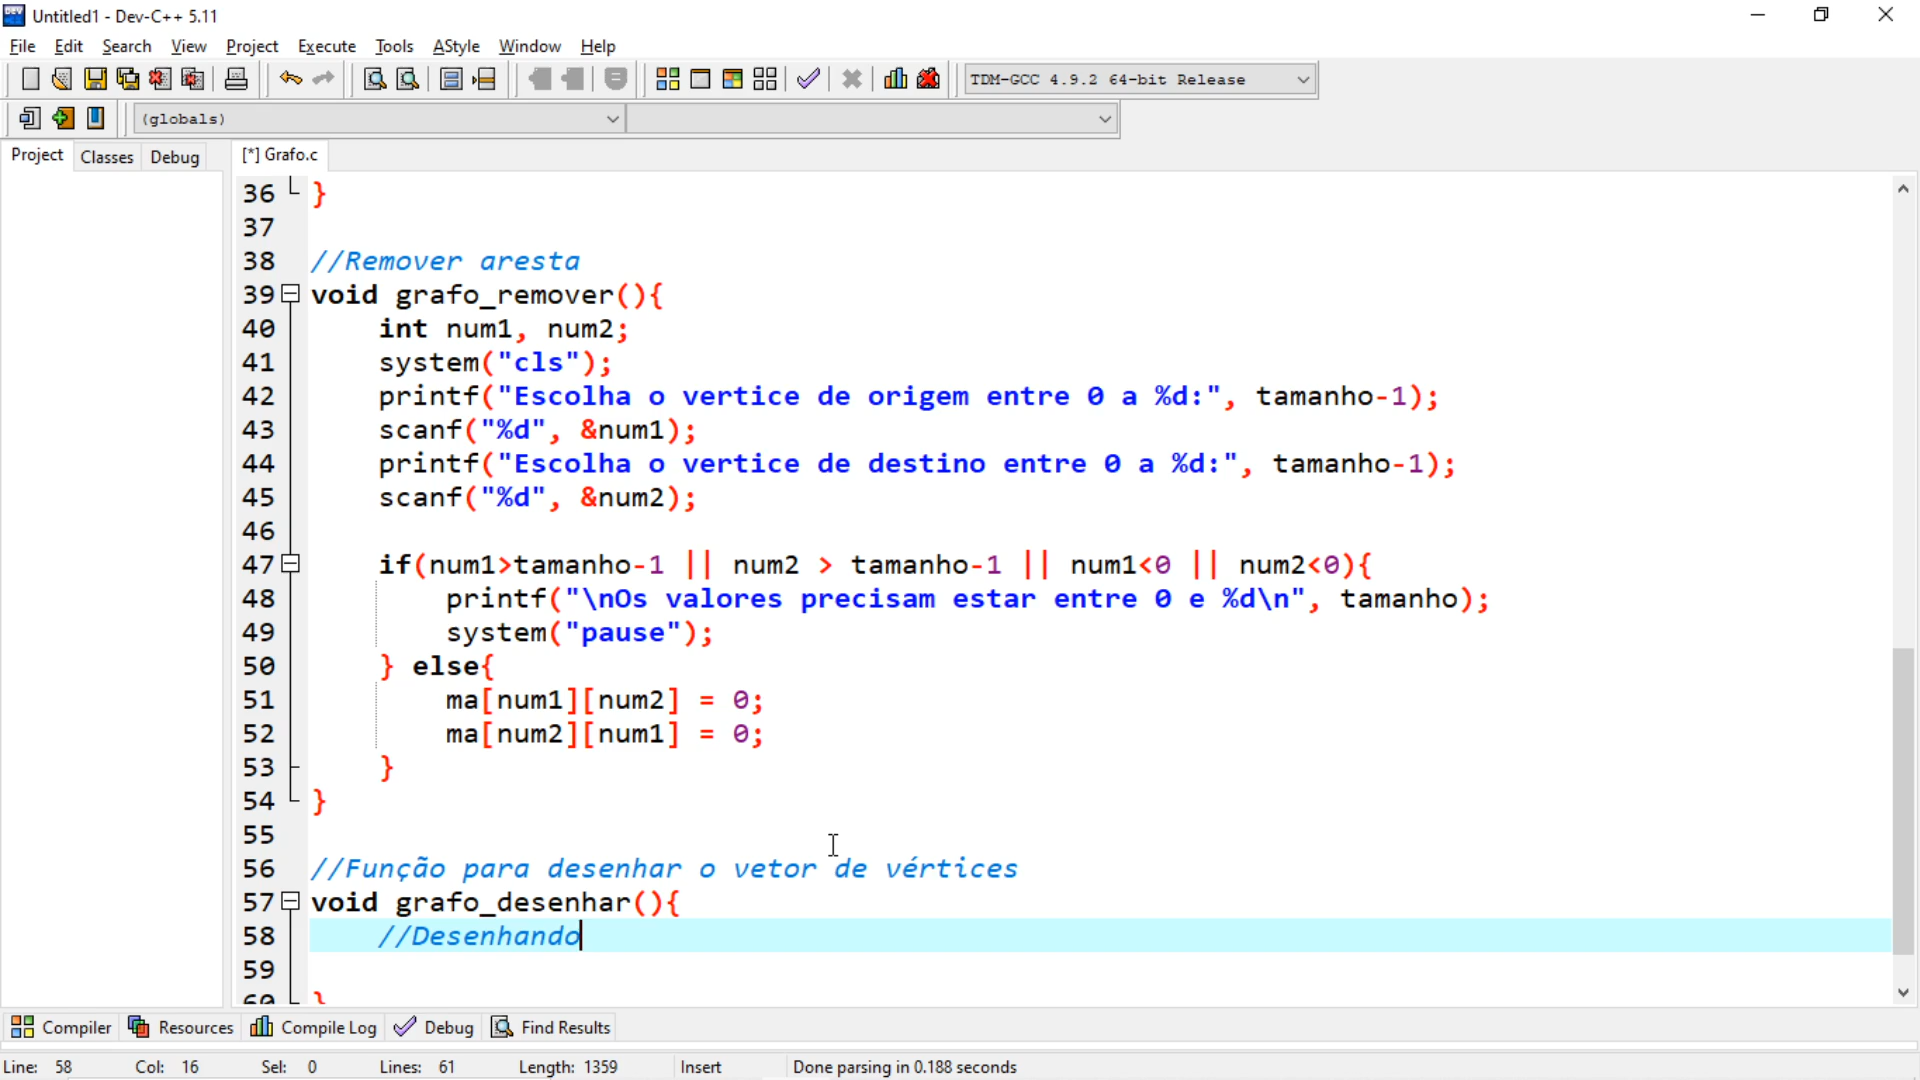 Untitled1 - Dev-C++ 5.11
File Edit Search View Project Execute Tools AStyle Window Help
TDM-GCC 4.9.2 64-bit Release
(globals)
Project Classes Debug [*] Grafo.c
36 }
37
38 //Remover aresta
39 void grafo_remover(){
40 int num1, num2;
41 system("cls");
42 printf("Escolha o vertice de origem entre 0 a %d:", tamanho-1);
43 scanf("%d", &num1);
44 printf("Escolha o vertice de destino entre 0 a %d:", tamanho-1);
45 scanf("%d", &num2);
46
47 if(num1>tamanho-1 || num2 > tamanho-1 || num1<0 || num2<0){
48 printf("\nOs valores precisam estar entre 0 e %d\n", tamanho);
49 system("pause");
50 } else{
51 ma[num1][num2] = 0;
52 ma[num2][num1] = 0;
53 }
54 }
55
56 //Função para desenhar o vetor de vértices
57 void grafo_desenhar(){
58 //Desenhando
59
60 }
Compiler Resources Compile Log Debug Find Results
Line: 58 Col: 16 Sel: 0 Lines: 61 Length: 1359 Insert Done parsing in 0.188 seconds